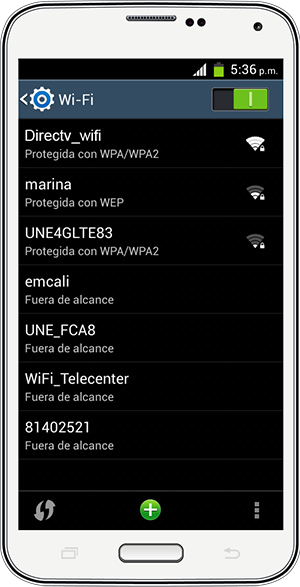 5:36 p.m.
Wi-Fi
Directv_wifi
Protegida con WPA/WPA2
marina
Protegida con WEP
UNE4GLTE83
Protegida con WPA/WPA2
emcali
Fuera de alcance
UNE_FCA8
Fuera de alcance
WiFi_Telecenter
Fuera de alcance
81402521
Fuera de alcance